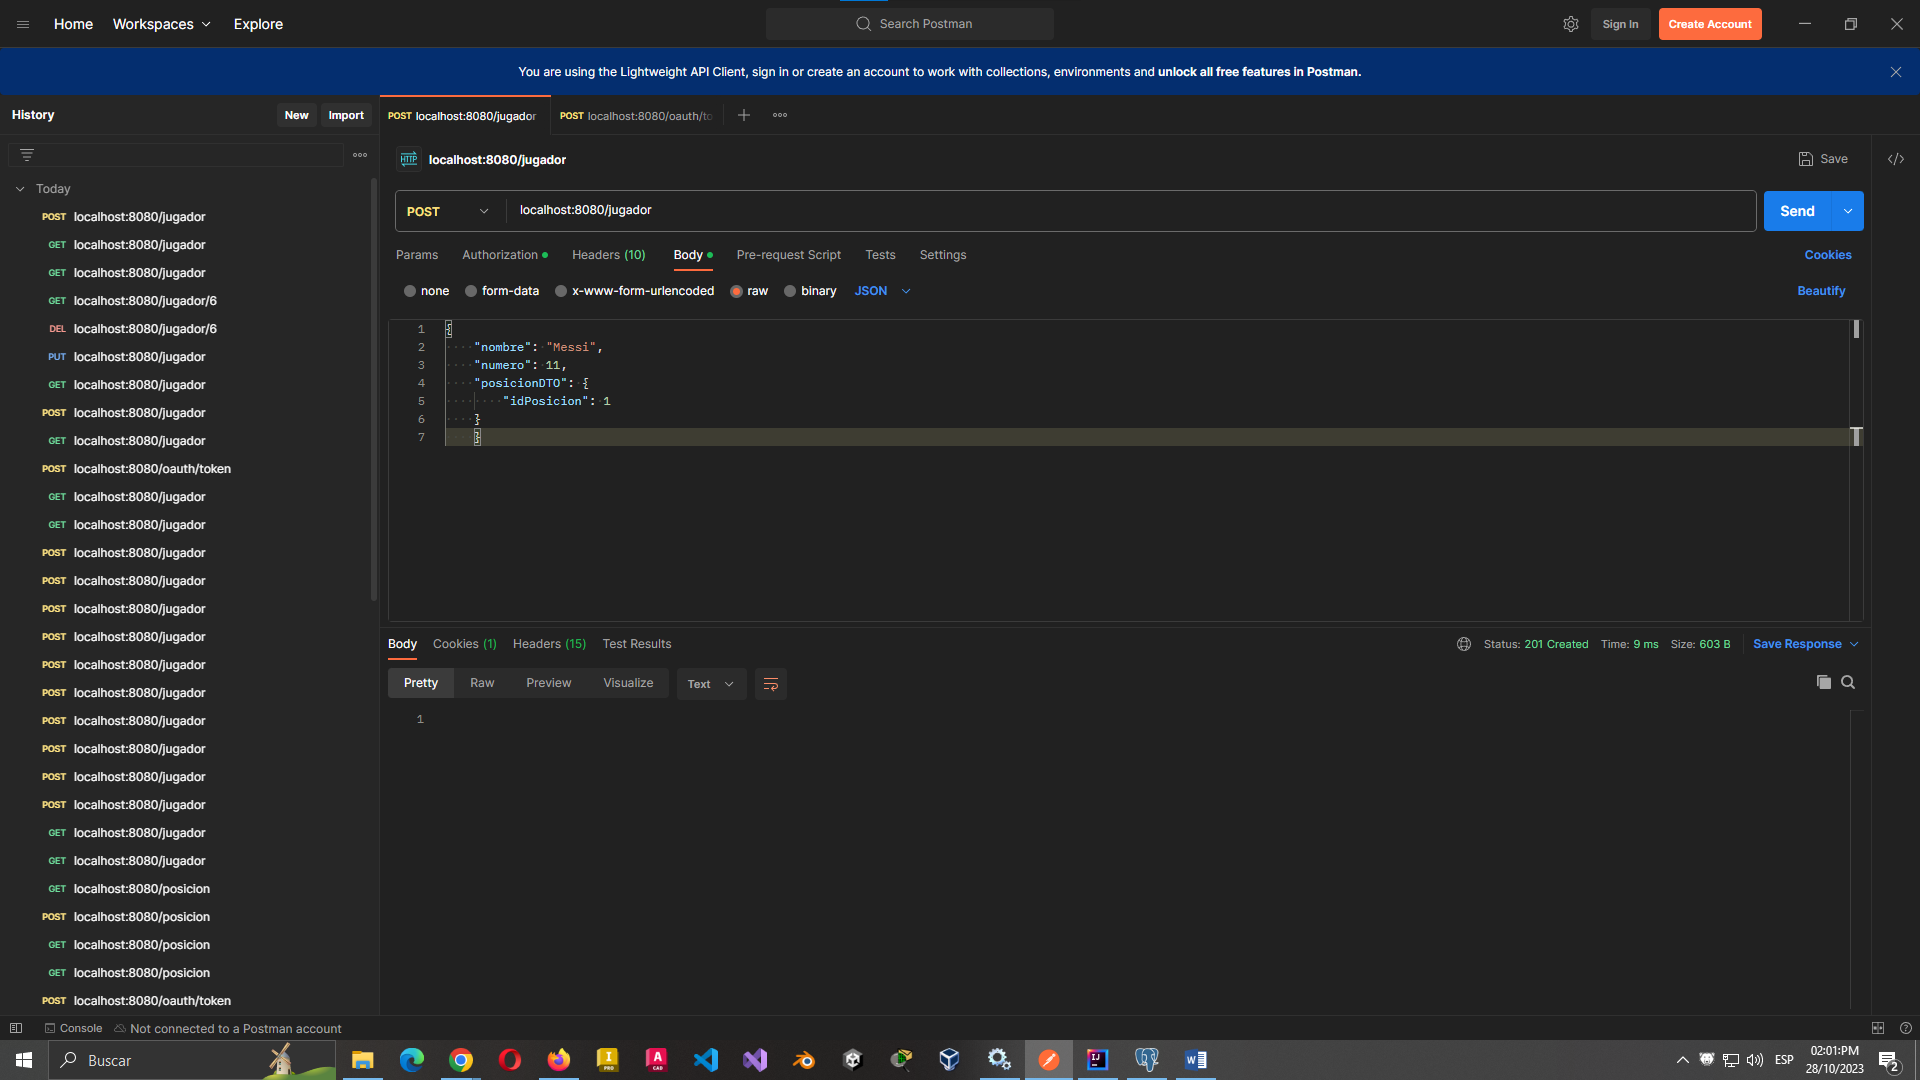 Home Workspaces Explore
Search Postman
Sign In Create Account
You are using the Lightweight API Client, sign in or create an account to work with collections, environments and unlock all free features in Postman.
History New Import
POST localhost:8080/jugador POST localhost:8080/oauth/to
HTTP localhost:8080/jugador Save
Today
POST localhost:8080/jugador
GET localhost:8080/jugador
GET localhost:8080/jugador
GET localhost:8080/jugador/6
DEL localhost:8080/jugador/6
PUT localhost:8080/jugador
GET localhost:8080/jugador
POST localhost:8080/jugador
GET localhost:8080/jugador
POST localhost:8080/oauth/token
GET localhost:8080/jugador
GET localhost:8080/jugador
POST localhost:8080/jugador
POST localhost:8080/jugador
POST localhost:8080/jugador
POST localhost:8080/jugador
POST localhost:8080/jugador
POST localhost:8080/jugador
POST localhost:8080/jugador
POST localhost:8080/jugador
POST localhost:8080/jugador
POST localhost:8080/jugador
GET localhost:8080/jugador
GET localhost:8080/jugador
GET localhost:8080/posicion
POST localhost:8080/posicion
GET localhost:8080/posicion
GET localhost:8080/posicion
POST localhost:8080/oauth/token
POST localhost:8080/jugador Send
Params Authorization Headers (10) Body Pre-request Script Tests Settings Cookies
none form-data x-www-form-urlencoded raw binary JSON Beautify
1 {
2 "nombre": "Messi",
3 "numero": 11,
4 "posicionDTO": {
5 "idPosicion": 1
6 }
7 }
Body Cookies (1) Headers (15) Test Results Status: 201 Created Time: 9 ms Size: 603 B Save Response
Pretty Raw Preview Visualize Text
1
Console Not connected to a Postman account
Buscar
I PRO
A CAD
IJ
W
ESP
02:01:PM
28/10/2023
2